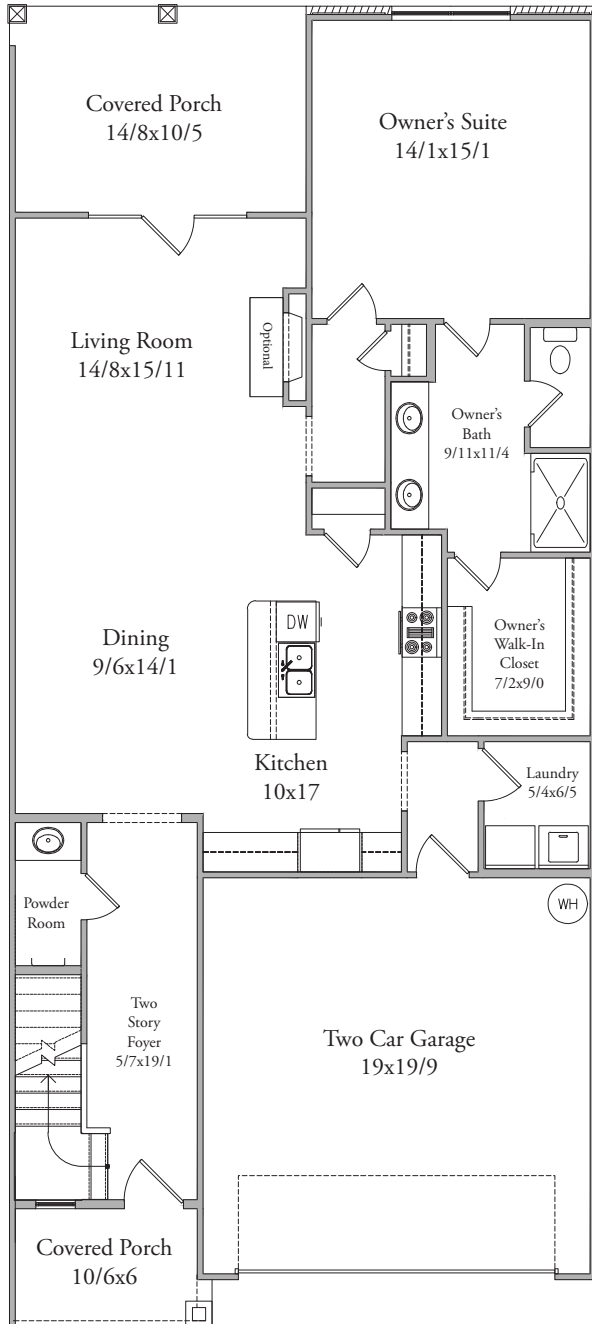 Covered Porch
14/8x10/5
Owner's Suite
14/1x15/1
Living Room
14/8x15/11
Optional
Owner's
Bath
9/11x11/4
DW
Dining
9/6x14/1
Owner's
Walk-In
Closet
7/2x9/0
Kitchen
10x17
Laundry
5/4x6/5
Powder
Room
WH
Two
Story
Foyer
5/7x19/1
Two Car Garage
19x19/9
Covered Porch
10/6x6